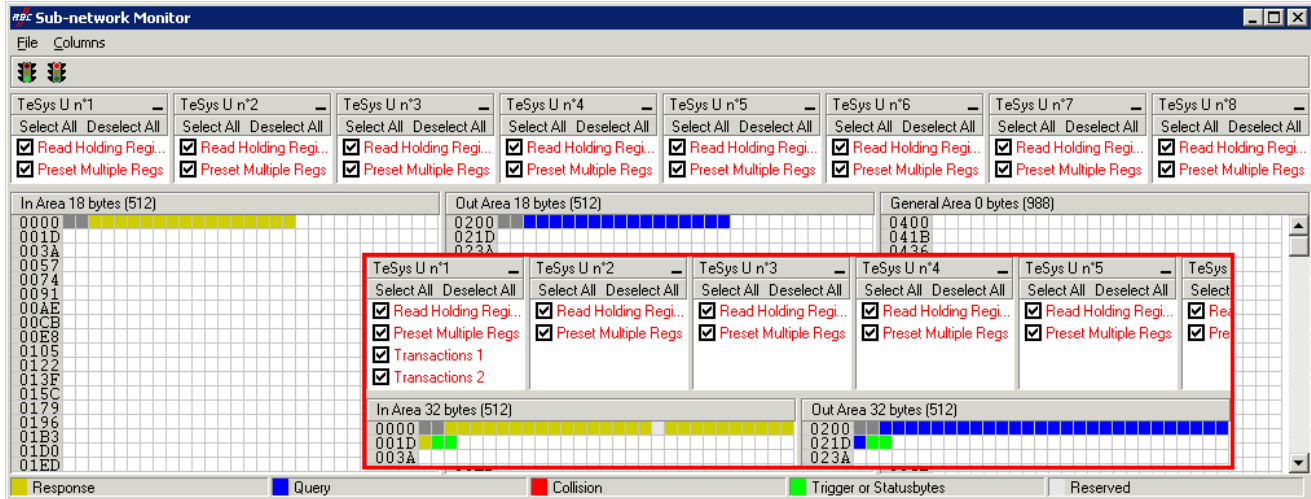 ABC Sub-network Monitor
File Columns
TeSys U n°1 TeSys U n°2 TeSys U n°3 TeSys U n°4 TeSys U n°5 TeSys U n°6 TeSys U n°7 TeSys U n°8
Select All Deselect All Select All Deselect All Select All Deselect All Select All Deselect All Select All Deselect All Select All Deselect All Select All Deselect All Select All Deselect All
Read Holding Regi... Read Holding Regi... Read Holding Regi... Read Holding Regi... Read Holding Regi... Read Holding Regi... Read Holding Regi... Read Holding Regi...
Preset Multiple Regs Preset Multiple Regs Preset Multiple Regs Preset Multiple Regs Preset Multiple Regs Preset Multiple Regs Preset Multiple Regs Preset Multiple Regs
In Area 18 bytes (512) Out Area 18 bytes (512) General Area 0 bytes (988)
0000 0200 0400
001D 021D 041B
003A 023A 0436
0057
0074
0091
00AE
00CB
00E8
0105
0122
013F
015C
0179
0196
01B3
01D0
01ED
TeSys U n°1 TeSys U n°2 TeSys U n°3 TeSys U n°4 TeSys U n°5 TeSys
Select All Deselect All Select All Deselect All Select All Deselect All Select All Deselect All Select All Deselect All Select
Read Holding Regi... Read Holding Regi... Read Holding Regi... Read Holding Regi... Read Holding Regi... Rea
Preset Multiple Regs Preset Multiple Regs Preset Multiple Regs Preset Multiple Regs Preset Multiple Regs Pre
Transactions 1
Transactions 2
In Area 32 bytes (512) Out Area 32 bytes (512)
0000 0200
001D 021D
003A 023A
Response Query Collision Trigger or Statusbytes Reserved